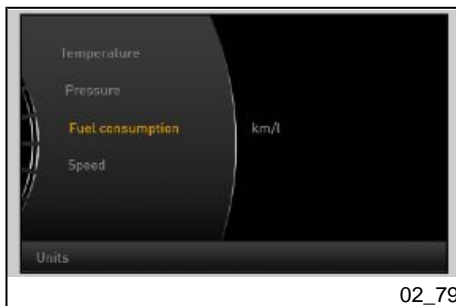 Temperature
Pressure
Fuel consumption km/l
Speed
Units
02_79